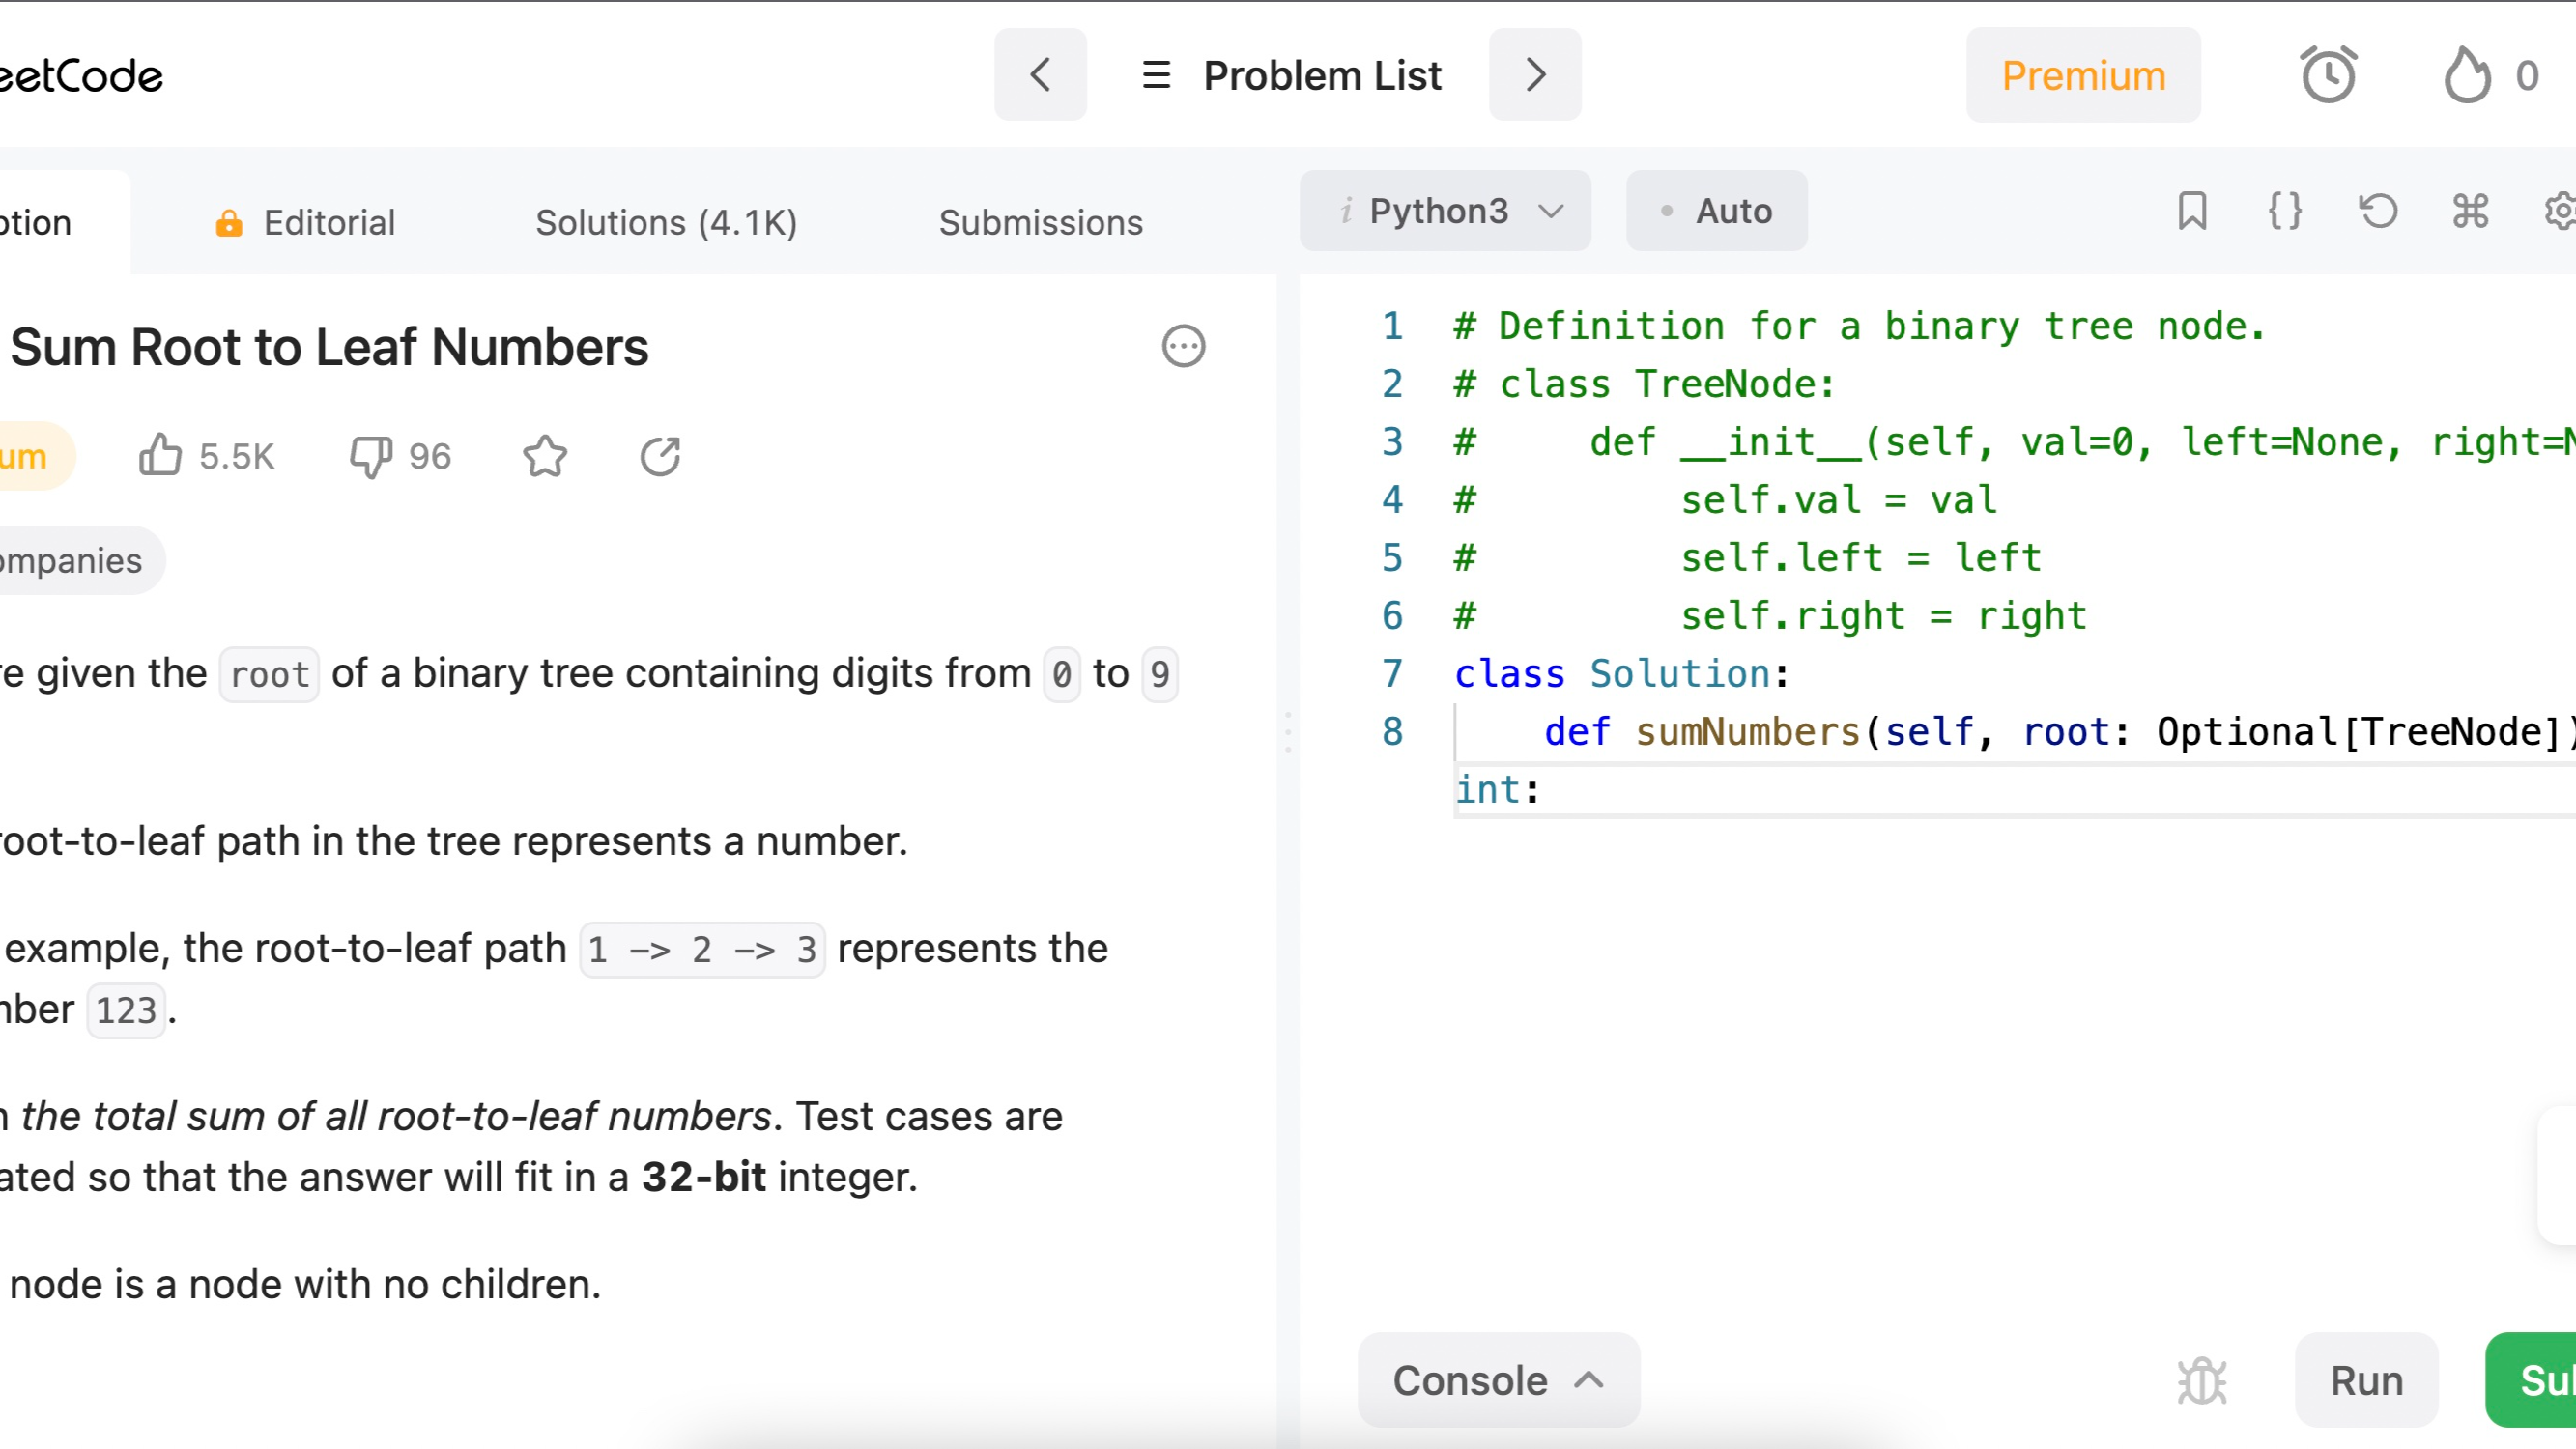 eetCode
Problem List
Premium
0
ption
Editorial
Solutions (4.1K)
Submissions
Python3
Auto
Sum Root to Leaf Numbers
um
5.5K
96
ompanies
re given the root of a binary tree containing digits from 0 to 9
root-to-leaf path in the tree represents a number.
example, the root-to-leaf path 1 -> 2 -> 3 represents the
mber 123.
n the total sum of all root-to-leaf numbers. Test cases are
ated so that the answer will fit in a 32-bit integer.
node is a node with no children.
1 # Definition for a binary tree node.
2 # class TreeNode:
3 #     def __init__(self, val=0, left=None, right=N
4 #         self.val = val
5 #         self.left = left
6 #         self.right = right
7 class Solution:
8     def sumNumbers(self, root: Optional[TreeNode])
int:
Console
Run
Sub